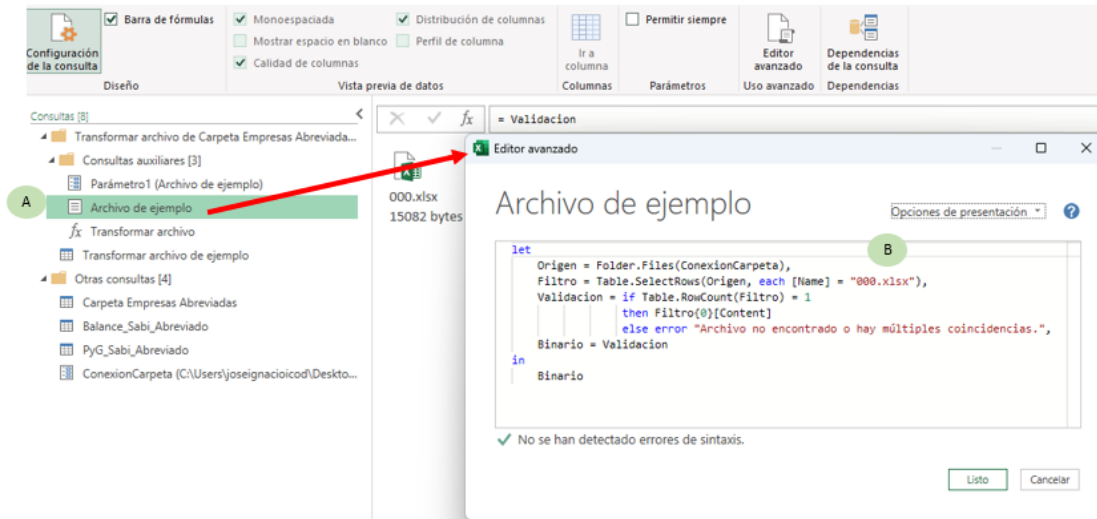 Configuración de la consulta
Barra de fórmulas
Diseño
Monoespaciada
Mostrar espacio en blanco
Calidad de columnas
Distribución de columnas
Perfil de columna
Vista previa de datos
Ir a columna
Columnas
Permitir siempre
Parámetros
Editor avanzado
Uso avanzado
Dependencias de la consulta
Dependencias
Consultas [8]
Transformar archivo de Carpeta Empresas Abreviada...
Consultas auxiliares [3]
Parámetro1 (Archivo de ejemplo)
A
Archivo de ejemplo
fx Transformar archivo
Transformar archivo de ejemplo
Otras consultas [4]
Carpeta Empresas Abreviadas
Balance_Sabi_Abreviado
PyG_Sabi_Abreviado
ConexionCarpeta (C:\Users\joseignacioicod\Deskto...
fx
= Validacion
000.xlsx
15082 bytes
Editor avanzado
Archivo de ejemplo
Opciones de presentación
?
B
let
Origen = Folder.Files(ConexionCarpeta),
Filtro = Table.SelectRows(Origen, each [Name] = "000.xlsx"),
Validacion = if Table.RowCount(Filtro) = 1
then Filtro{0}[Content]
else error "Archivo no encontrado o hay múltiples coincidencias.",
Binario = Validacion
in
Binario
No se han detectado errores de sintaxis.
Listo
Cancelar